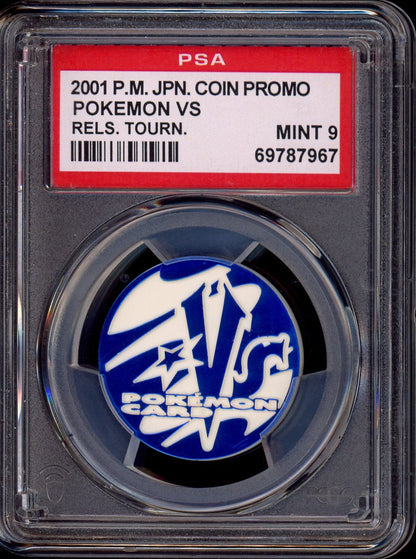 PSA
2001 P.M. JPN. COIN PROMO
POKEMON VS
RELS. TOURN.
MINT 9
69787967
VS
POKÉMON
CARD